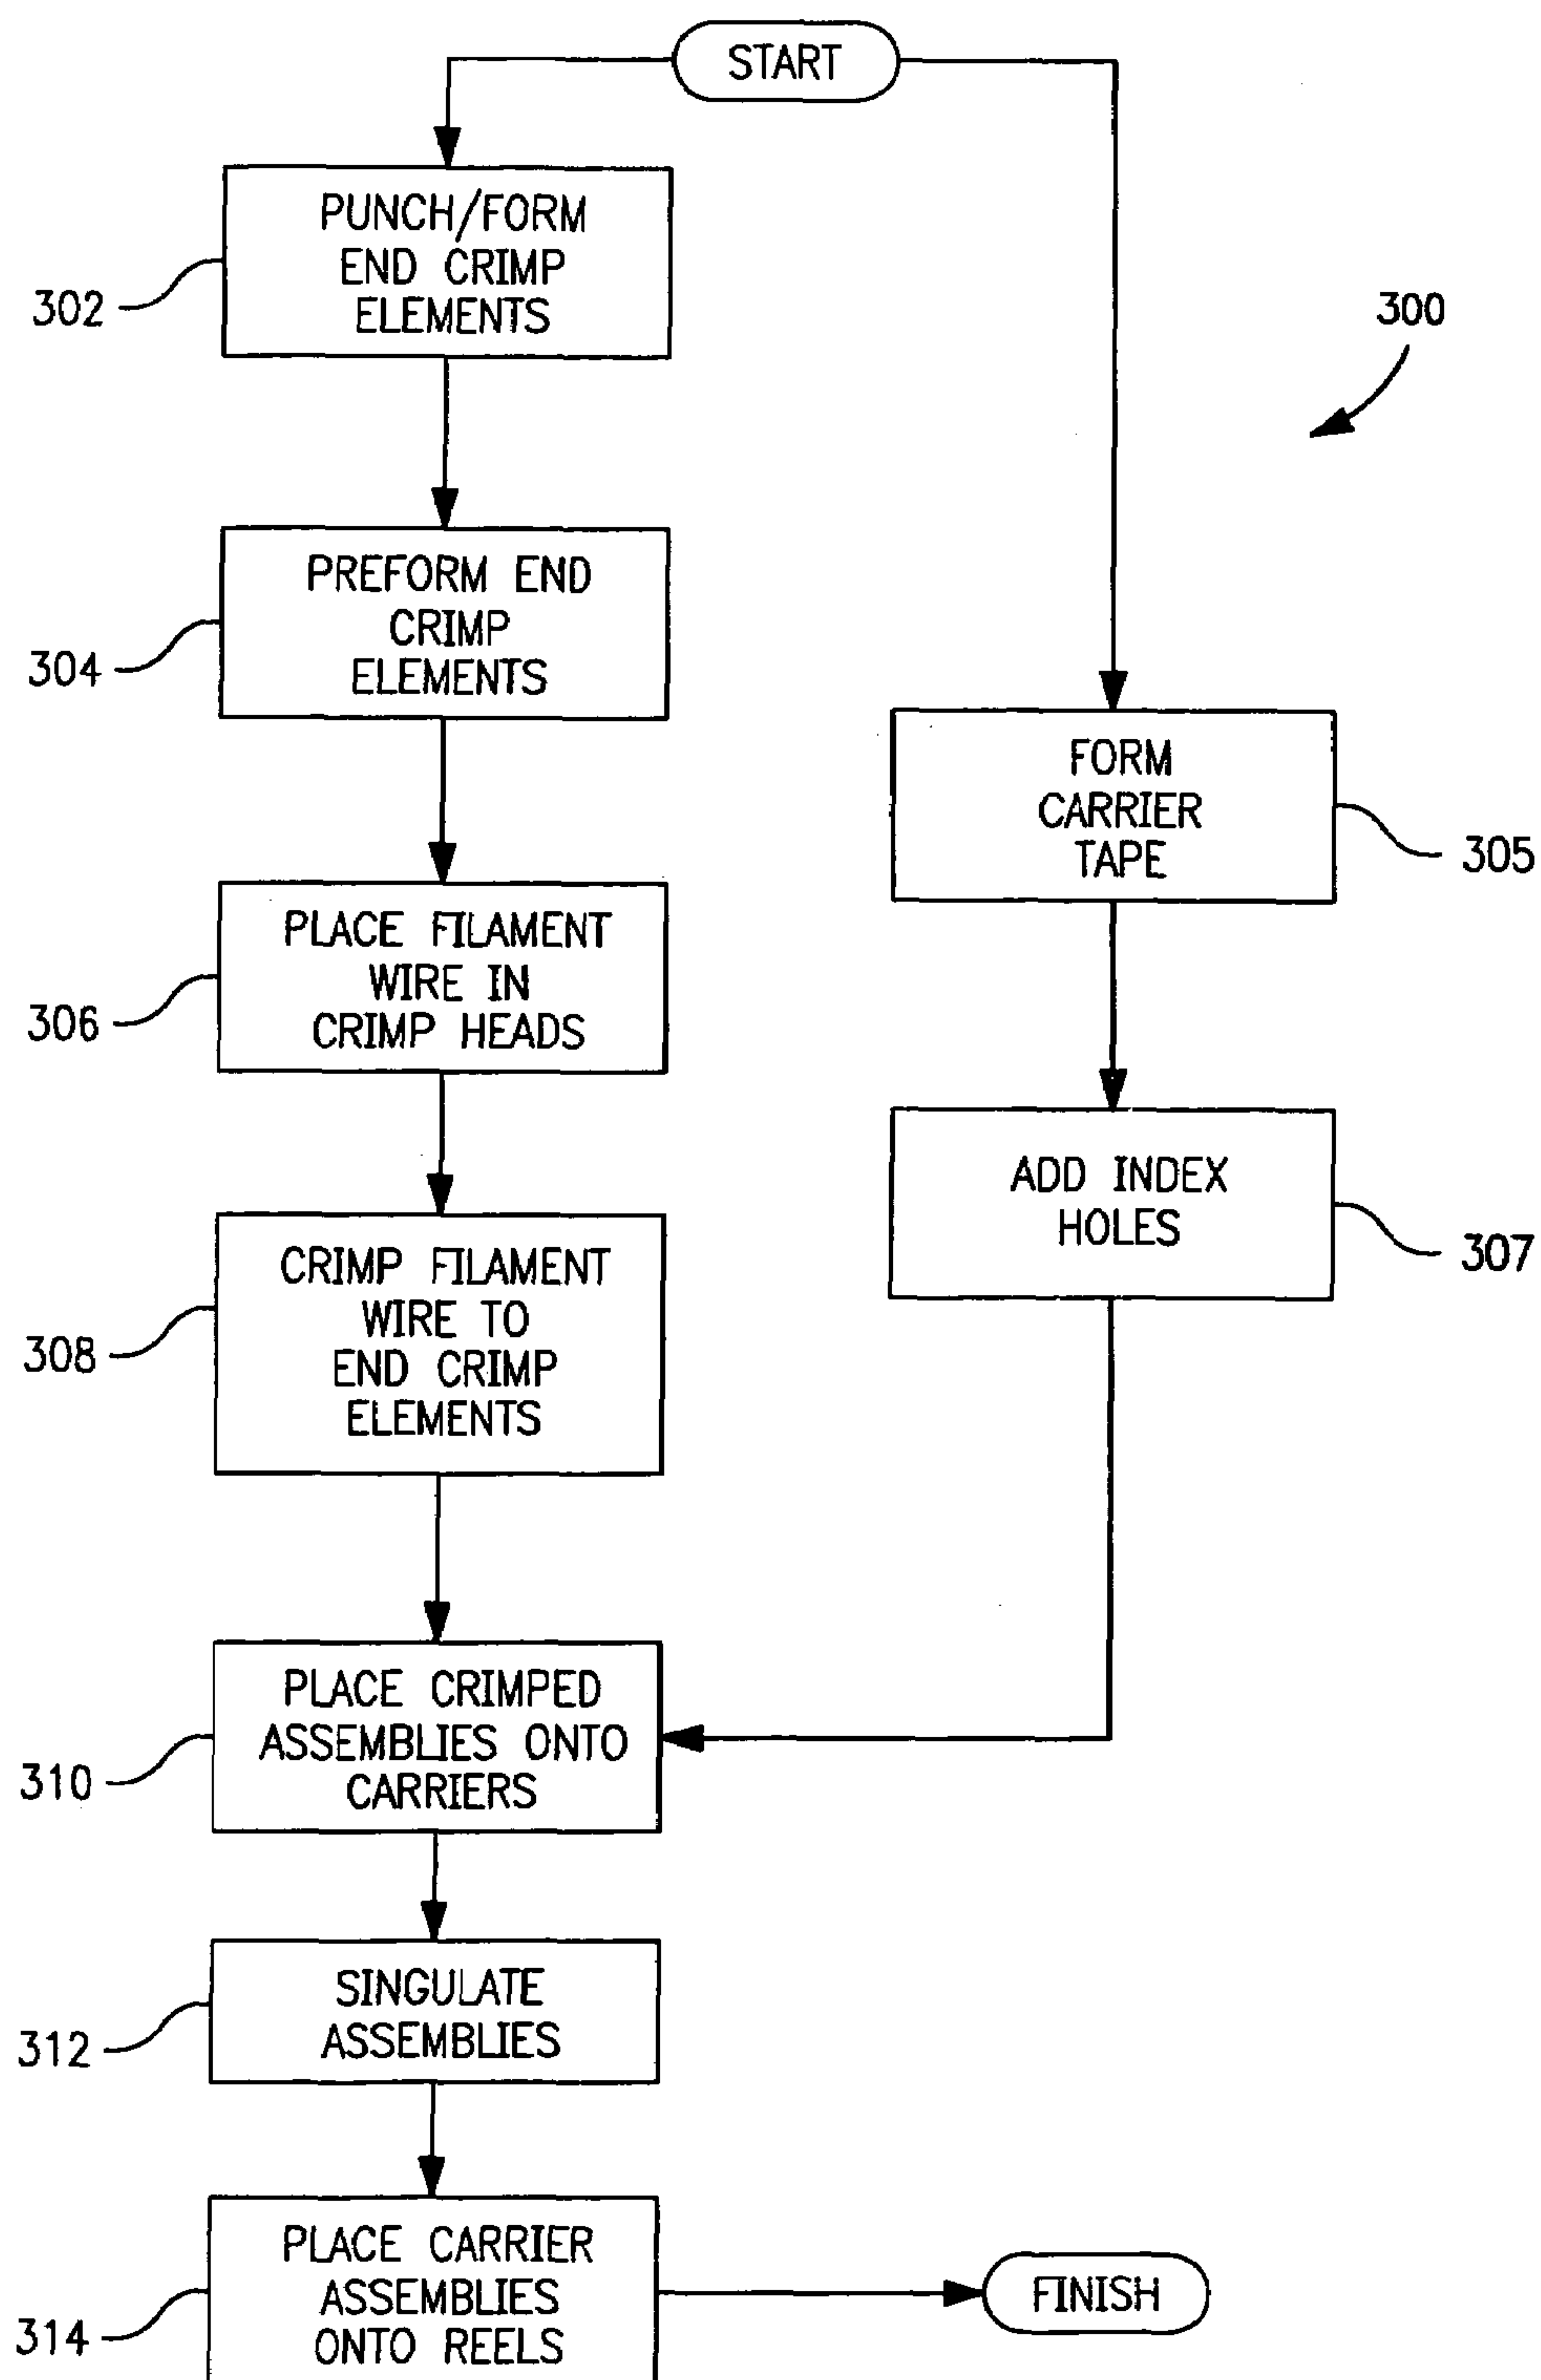 START
PUNCH/FORM
END CRIMP
ELEMENTS
302
300
PREFORM END
CRIMP
ELEMENTS
304
FORM
CARRIER
TAPE
305
PLACE FILAMENT
WIRE IN
CRIMP HEADS
306
ADD INDEX
HOLES
307
CRIMP FILAMENT
WIRE TO
END CRIMP
ELEMENTS
308
PLACE CRIMPED
ASSEMBLIES ONTO
CARRIERS
310
SINGULATE
ASSEMBLIES
312
PLACE CARRIER
ASSEMBLIES
ONTO REELS
314
FINISH